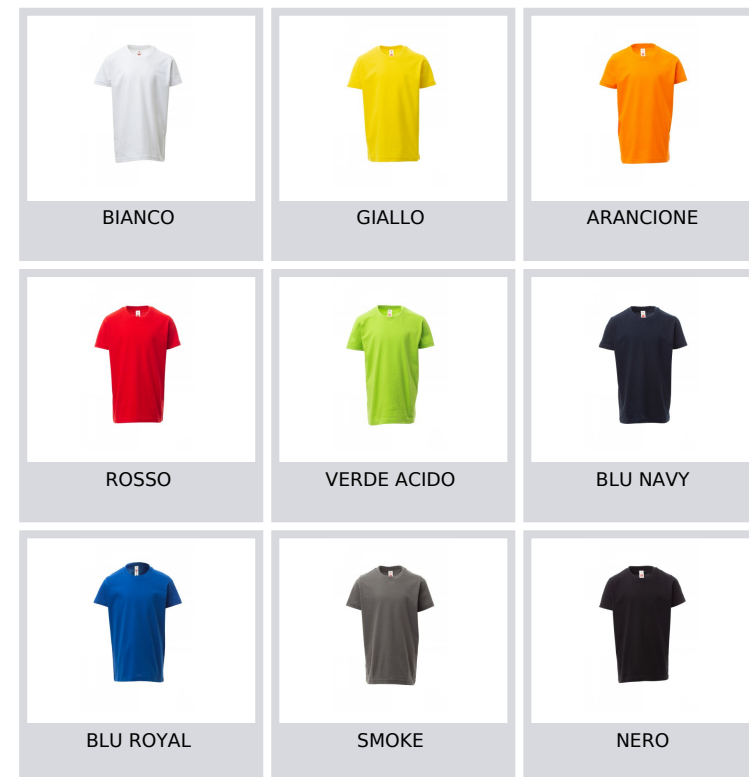 BIANCO
GIALLO
ARANCIONE
ROSSO
VERDE ACIDO
BLU NAVY
BLU ROYAL
SMOKE
NERO